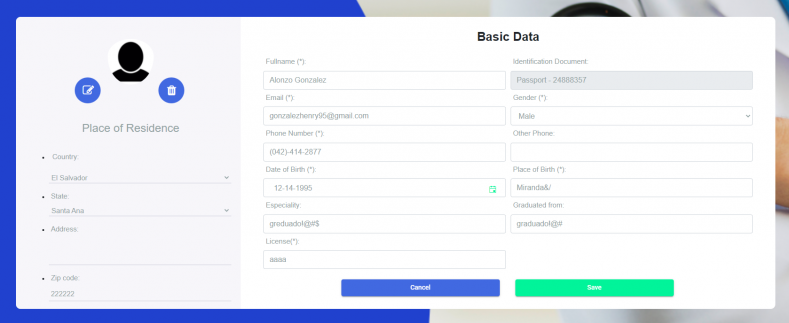 Place of Residence
Country:
El Salvador
State:
Santa Ana
Address:
Zip code:
222222
Basic Data
Fullname (*):
Identification Document:
Alonzo Gonzalez
Passport - 24888357
Email (*):
Gender (*):
gonzalezhenry95@gmail.com
Male
Phone Number (*):
Other Phone:
(042)-414-2877
Date of Birth (*):
Place of Birth (*):
12-14-1995
Miranda&/
Especiality:
Graduated from:
greduado!@#$
graduado!@#
License(*):
aaaa
Cancel
Save